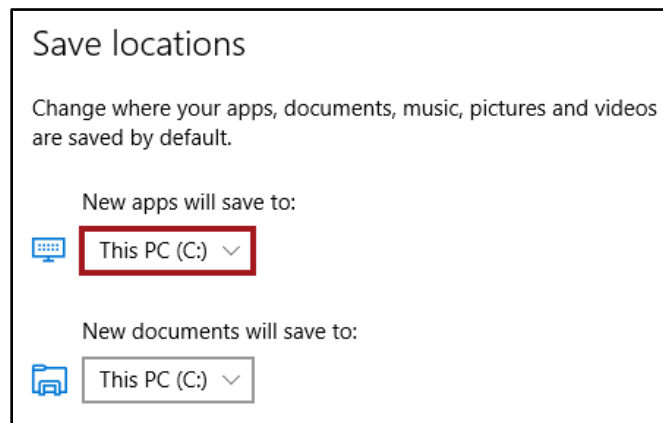 Save locations
Change where your apps, documents, music, pictures and videos
are saved by default.
New apps will save to:
This PC (C:)
New documents will save to:
This PC (C:)